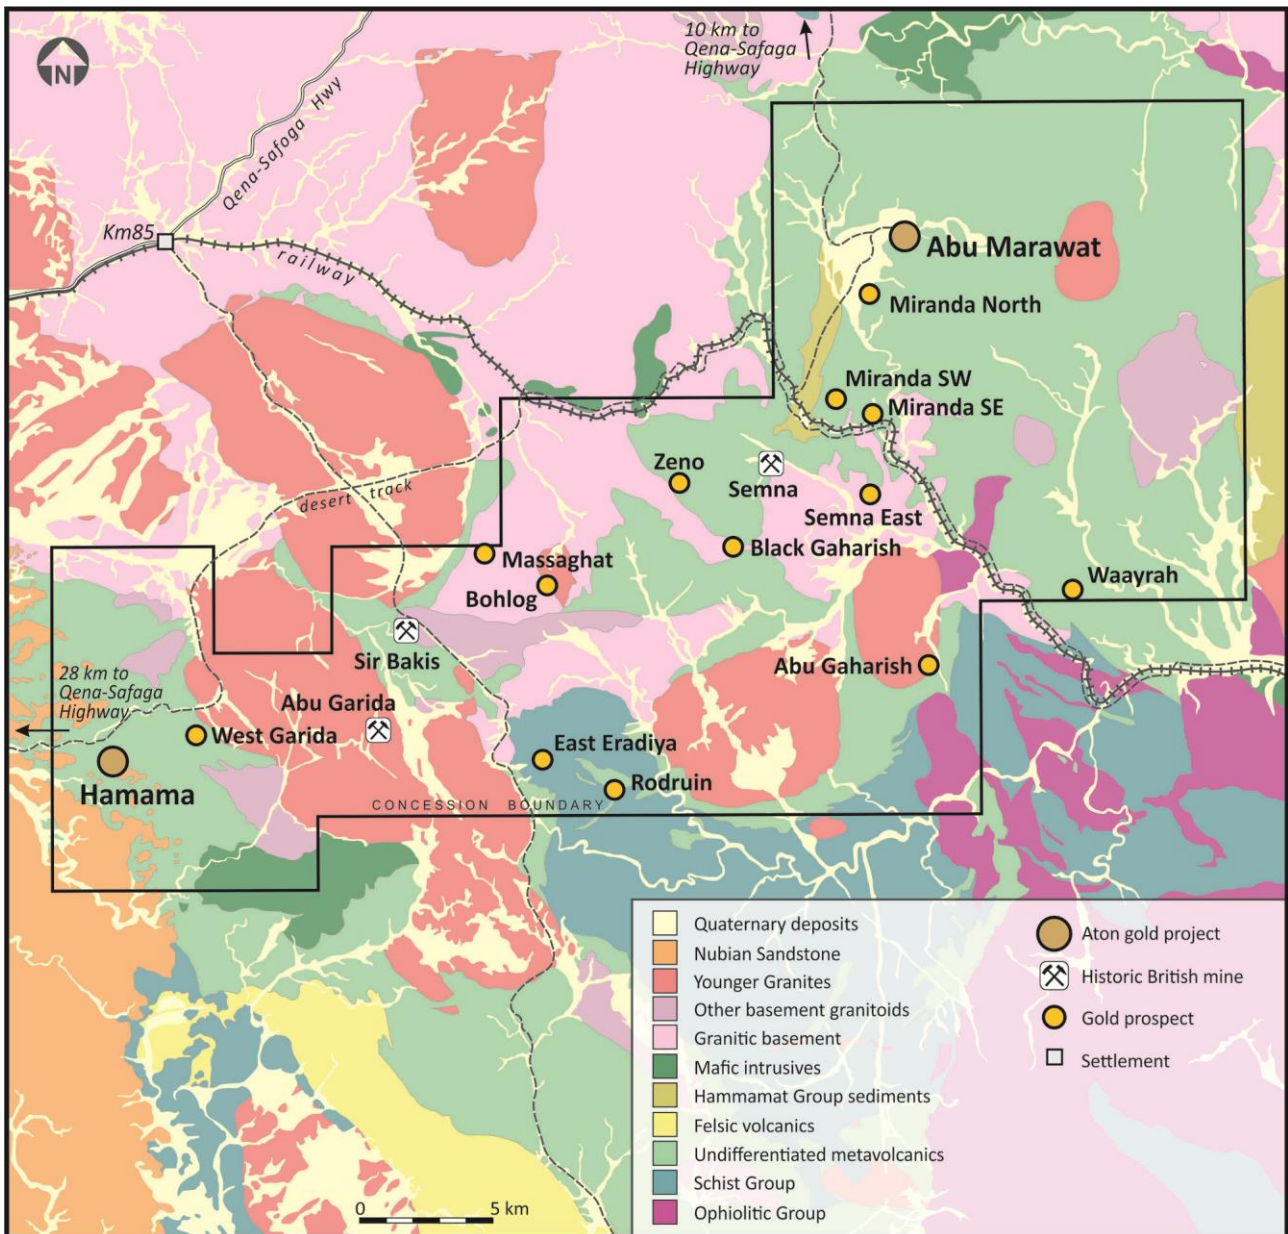 10 km to
Qena-Safaga
Highway
N
Qena-Safoga Hwy
Km85
railway
Abu Marawat
Miranda North
Miranda SW
Miranda SE
Zeno
Semna
Semna East
desert track
Massaghat
Black Gaharish
Bohlog
Waayrah
Sir Bakis
28 km to
Qena-Safaga
Highway
Abu Gaharish
Abu Garida
West Garida
East Eradiya
Hamama
Rodruin
CONCESSION BOUNDARY
Quaternary deposits
Nubian Sandstone
Younger Granites
Other basement granitoids
Granitic basement
Mafic intrusives
Hammamat Group sediments
Felsic volcanics
Undifferentiated metavolcanics
Schist Group
Ophiolitic Group
Aton gold project
Historic British mine
Gold prospect
Settlement
0 5 km